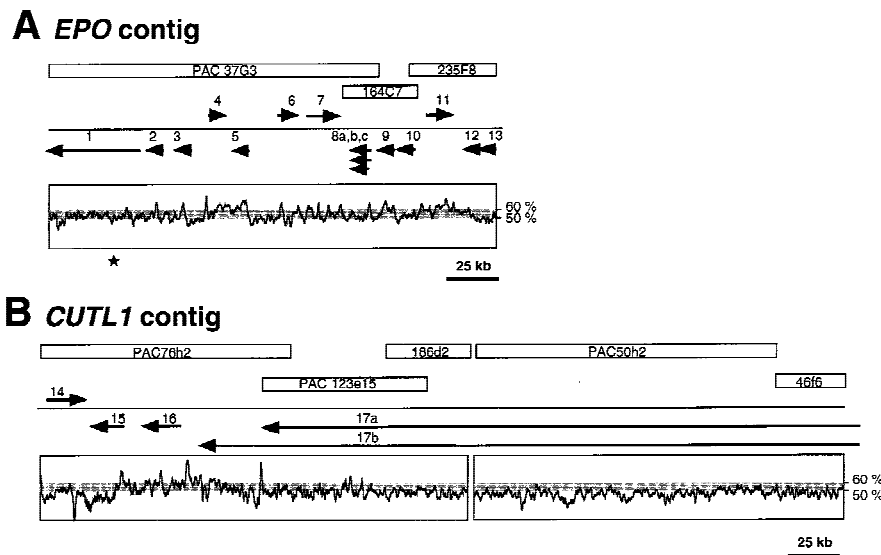 A EPO contig
PAC 37G3 235F8
164C7
4 6 7 11
1 2 3 5 8a,b,c 9 10 12 13
60 %
50 %
25 kb
B CUTL1 contig
PAC76h2 186d2 PAC50h2
PAC 123e15 46f6
14
15 16 17a
17b
60 %
50 %
25 kb